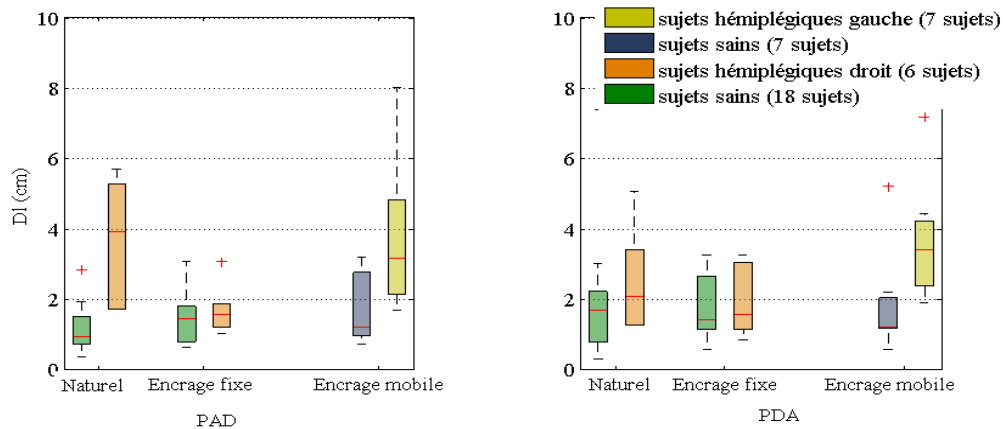 10
8
6
4
2
0
Dl (cm)
Naturel
Encrage fixe
Encrage mobile
PAD
10
8
6
4
2
0
sujets hémiplégiques gauche (7 sujets)
sujets sains (7 sujets)
sujets hémiplégiques droit (6 sujets)
sujets sains (18 sujets)
Naturel
Encrage fixe
Encrage mobile
PDA